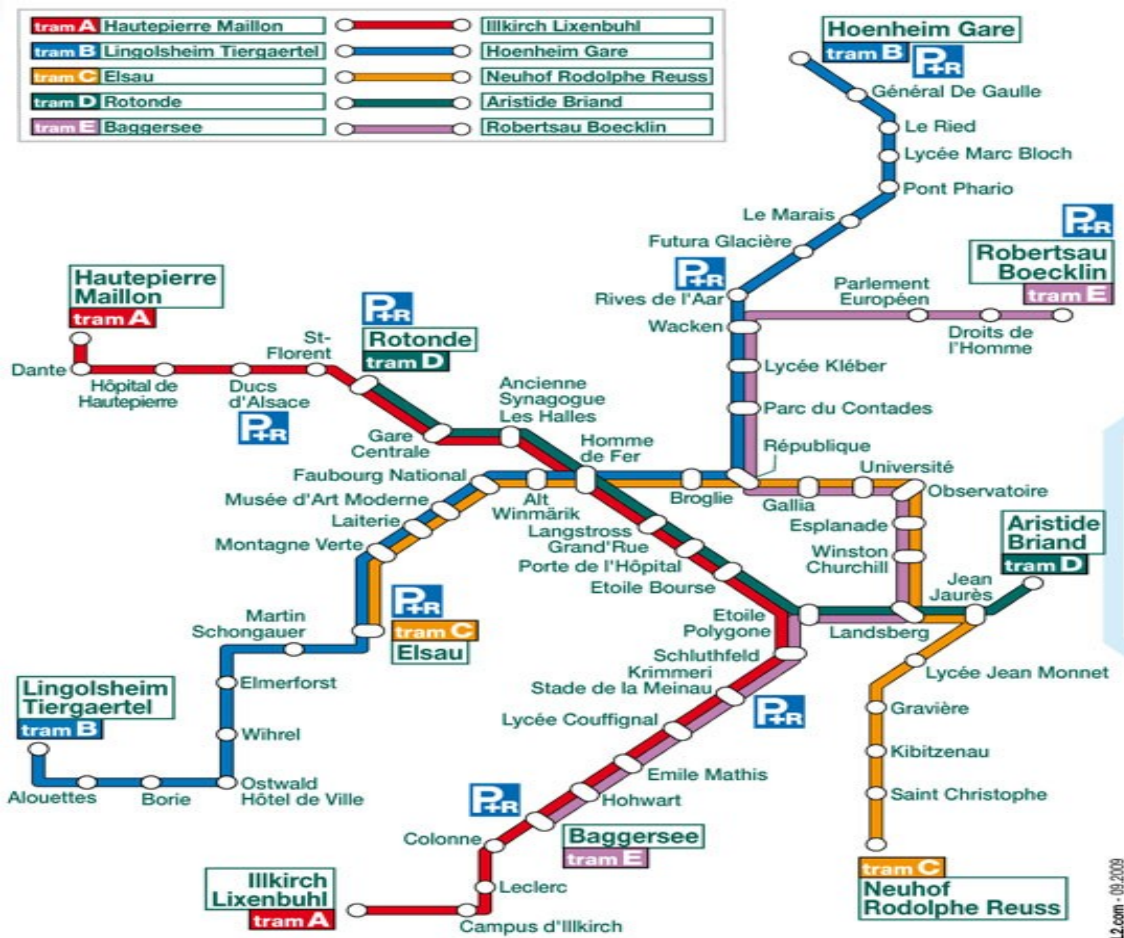 tram A Hautepierre Maillon Illkirch Lixenbuhl
tram B Lingolsheim Tiergaertel Hoenheim Gare
tram C Elsau Neuhof Rodolphe Reuss
tram D Rotonde Aristide Briand
tram E Baggersee Robertsau Boecklin
Hoenheim Gare
tram B
P+R
Général De Gaulle
Le Ried
Lycée Marc Bloch
Pont Phario
Le Marais
Futura Glacière
P+R
Rives de l'Aar
Wacken
P+R
Robertsau
Boecklin
tram E
Parlement
Européen
Droits de
l'Homme
Lycée Kléber
Parc du Contades
Hautepierre
Maillon
tram A
Dante
Hôpital de
Hautepierre
Ducs
d'Alsace
P+R
St-
Florent
P+R
Rotonde
tram D
Gare
Centrale
Ancienne
Synagogue
Les Halles
Homme
de Fer
République
Université
Observatoire
Faubourg National
Musée d'Art Moderne
Laiterie
Montagne Verte
Alt
Winmärik
Broglie
Gallia
Langstross
Grand'Rue
Porte de l'Hôpital
Etoile Bourse
Esplanade
Winston
Churchill
Aristide
Briand
tram D
Jean
Jaurès
P+R
tram C
Elsau
Martin
Schongauer
Elmerforst
Wihrel
Ostwald
Hôtel de Ville
Borie
Alouettes
Lingolsheim
Tiergaertel
tram B
Etoile
Polygone
Landsberg
Schluthfeld
Krimmeri
Stade de la Meinau
P+R
Lycée Couffignal
Emile Mathis
Hohwart
P+R
Baggersee
tram E
Colonne
Leclerc
Campus d'Illkirch
Illkirch
Lixenbuhl
tram A
Lycée Jean Monnet
Gravière
Kibitzenau
Saint Christophe
tram C
Neuhof
Rodolphe Reuss
L2.com - 09.2009